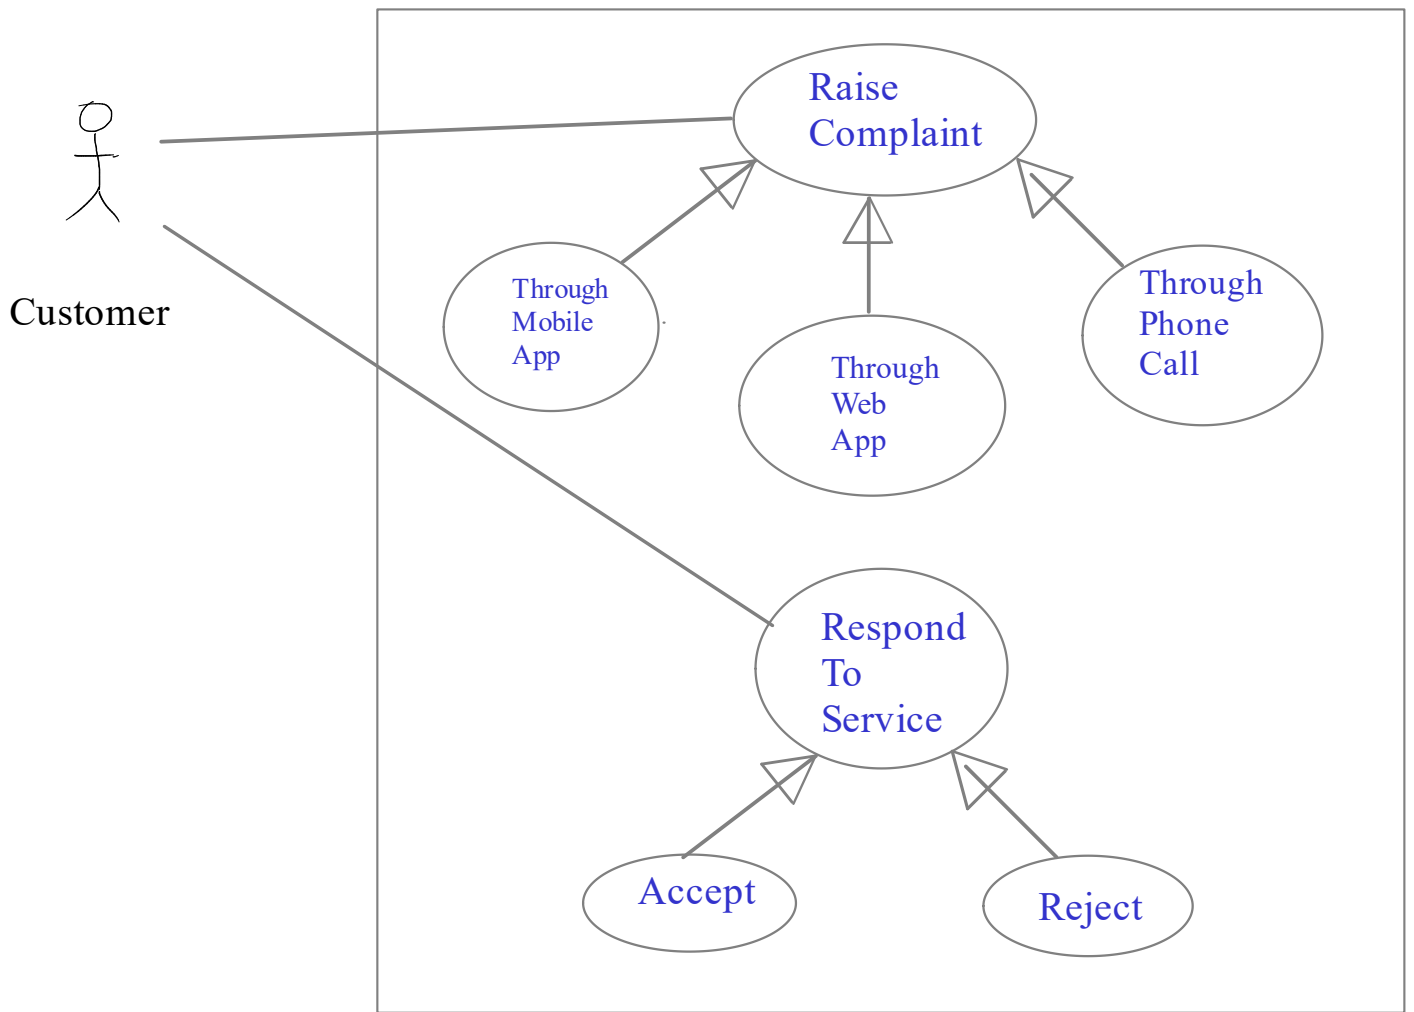 Raise
Complaint
Customer
Through
Mobile
App
Through
Web
App
Through
Phone
Call
Respond
To
Service
Accept
Reject